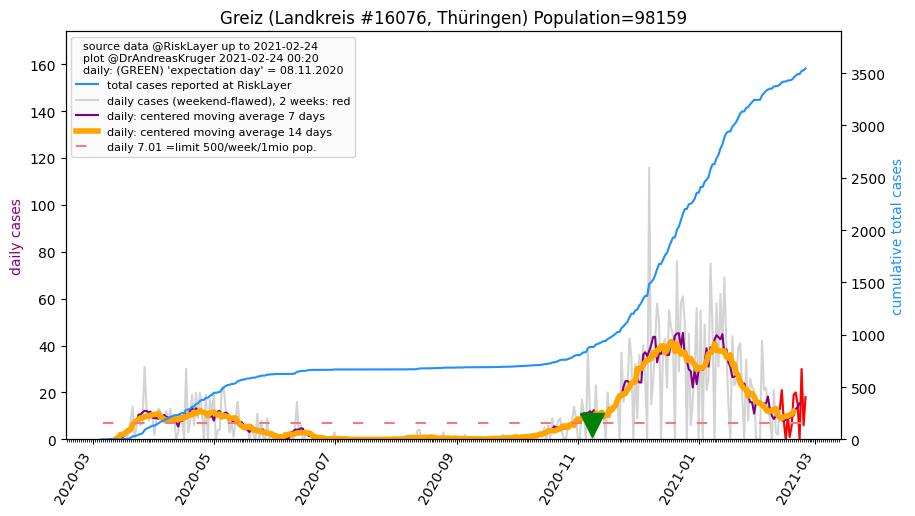 Greiz (Landkreis #16076, Thüringen) Population=98159
source data @RiskLayer up to 2021-02-24
plot @DrAndreasKruger 2021-02-24 00:20
daily: (GREEN) 'expectation day' = 08.11.2020
total cases reported at RiskLayer
daily cases (weekend-flawed), 2 weeks: red
daily: centered moving average 7 days
daily: centered moving average 14 days
daily 7.01 =limit 500/week/1mio pop.
daily cases
160
140
120
100
80
60
40
20
0
3500
3000
2500
2000
1500
1000
500
0
cumulative total cases
2020-03
2020-05
2020-07
2020-09
2020-11
2021-01
2021-03